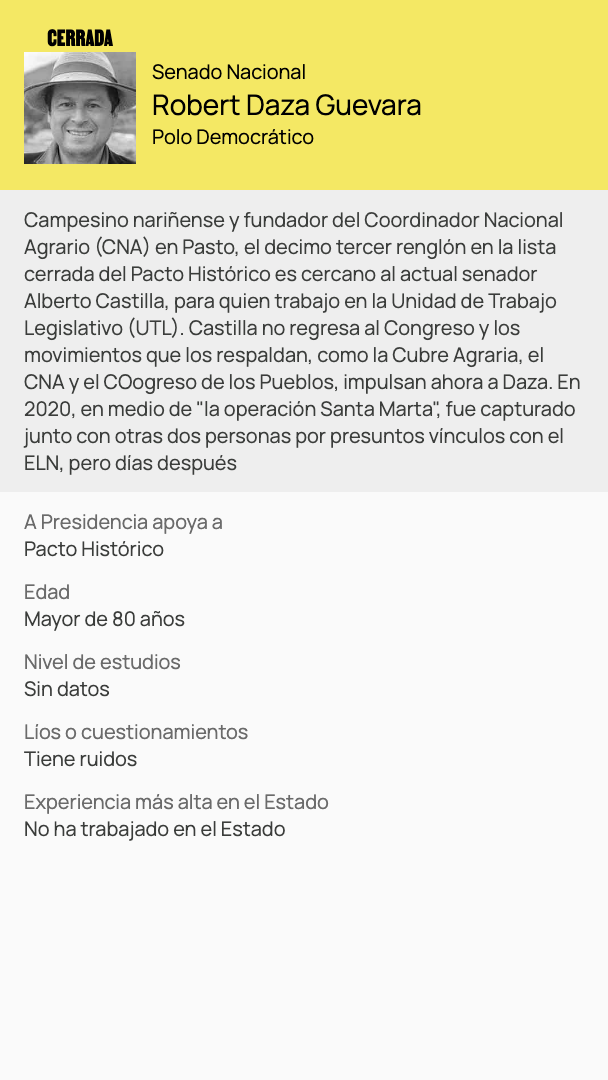 CERRADA
Senado Nacional
Robert Daza Guevara
Polo Democrático
Campesino nariñense y fundador del Coordinador Nacional
Agrario (CNA) en Pasto, el decimo tercer renglón en la lista
cerrada del Pacto Histórico es cercano al actual senador
Alberto Castilla, para quien trabajo en la Unidad de Trabajo
Legislativo (UTL). Castilla no regresa al Congreso y los
movimientos que los respaldan, como la Cubre Agraria, el
CNA y el COogreso de los Pueblos, impulsan ahora a Daza. En
2020, en medio de "la operación Santa Marta", fue capturado
junto con otras dos personas por presuntos vínculos con el
ELN, pero días después
A Presidencia apoya a
Pacto Histórico
Edad
Mayor de 80 años
Nivel de estudios
Sin datos
Líos o cuestionamientos
Tiene ruidos
Experiencia más alta en el Estado
No ha trabajado en el Estado